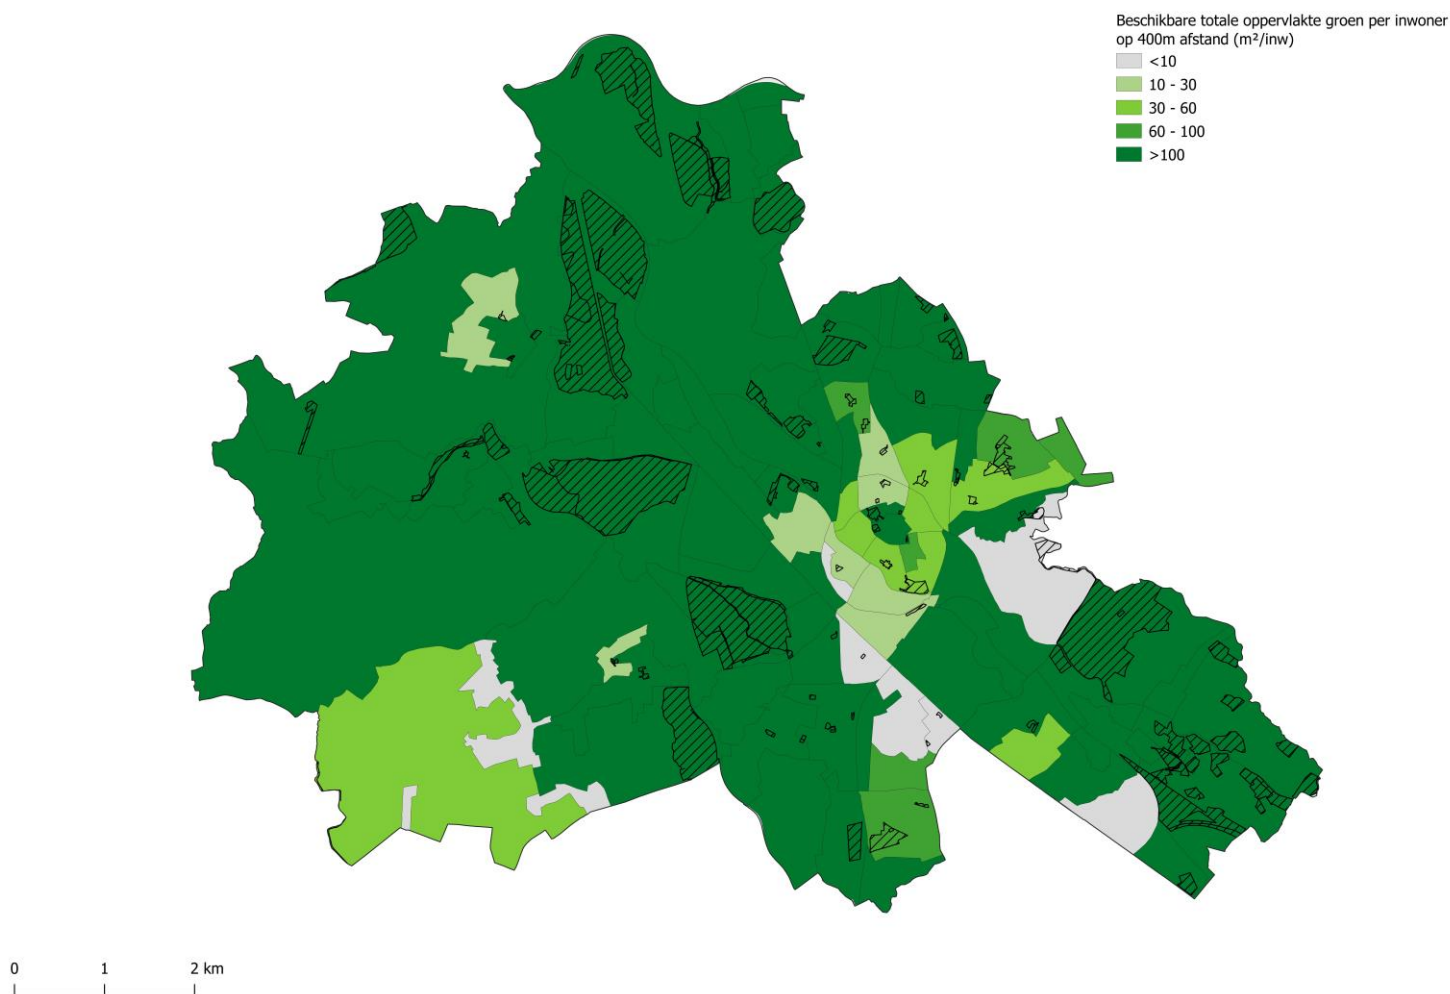 Beschikbare totale oppervlakte groen per inwoner
op 400m afstand (m²/inw)
<10
10 - 30
30 - 60
60 - 100
>100
0 1 2 km